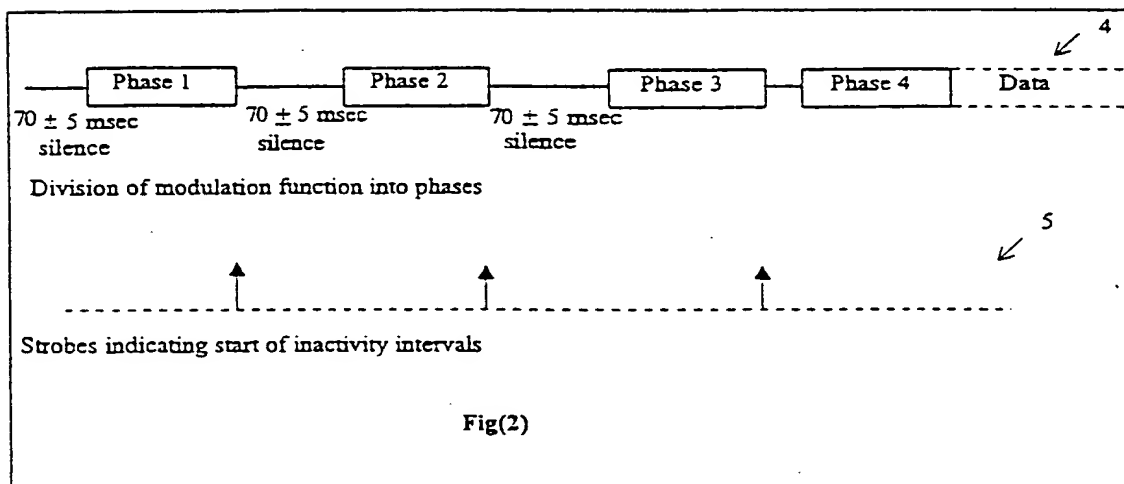 4
Phase 1 Phase 2 Phase 3 Phase 4 Data
70 ± 5 msec 70 ± 5 msec 70 ± 5 msec
silence silence silence
Division of modulation function into phases
5
Strobes indicating start of inactivity intervals
Fig(2)